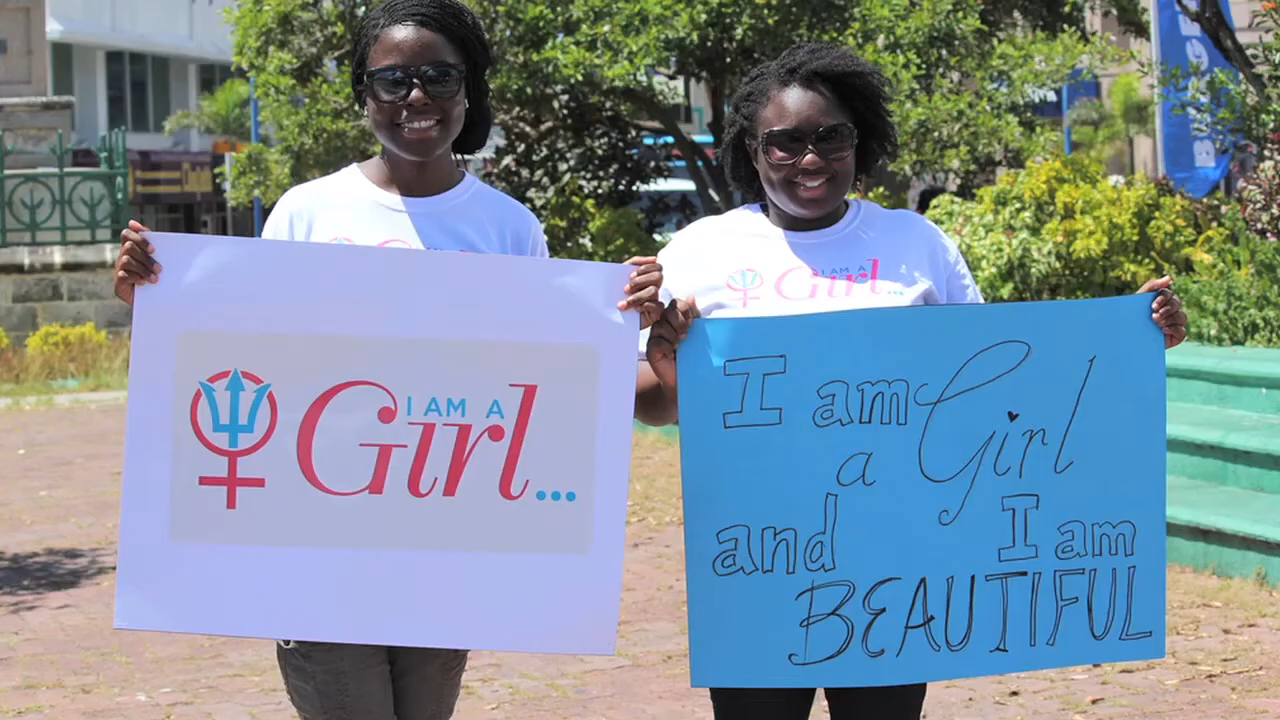 I AM A
Girl...
I AM A
Girl...
I am
a Girl
and I am
BEAUTIFUL